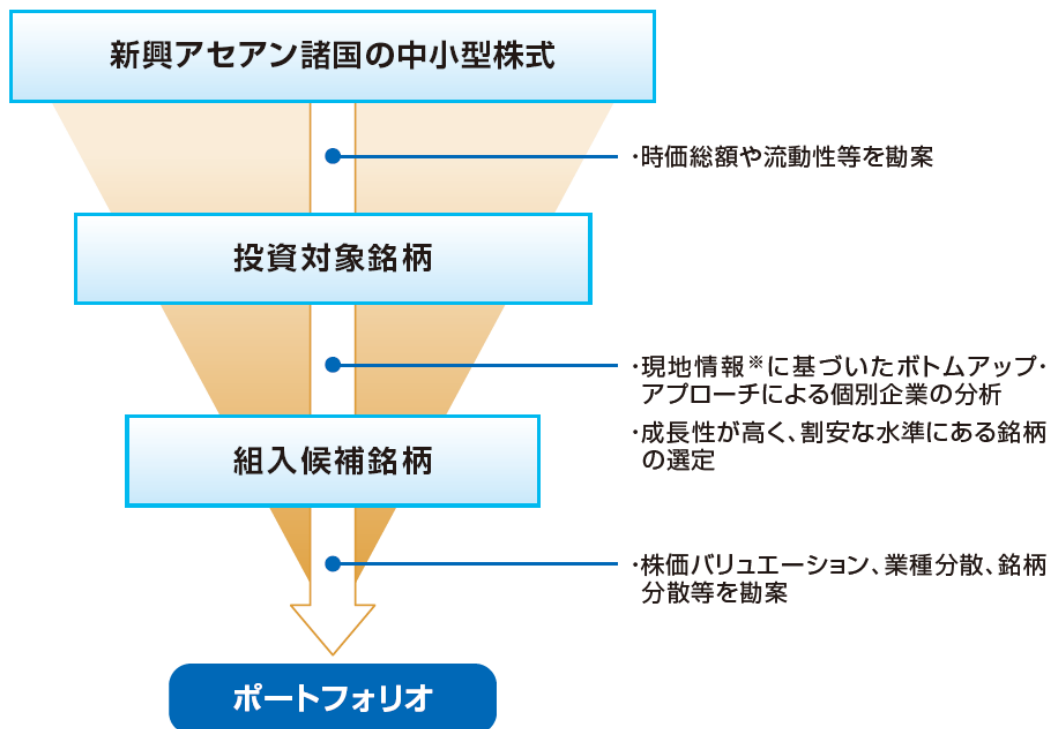 新興アセアン諸国の中小型株式
・時価総額や流動性等を勘案
投資対象銘柄
・現地情報※に基づいたボトムアップ・
アプローチによる個別企業の分析
・成長性が高く、割安な水準にある銘柄
の選定
組入候補銘柄
・株価バリュエーション、業種分散、銘柄
分散等を勘案
ポートフォリオ